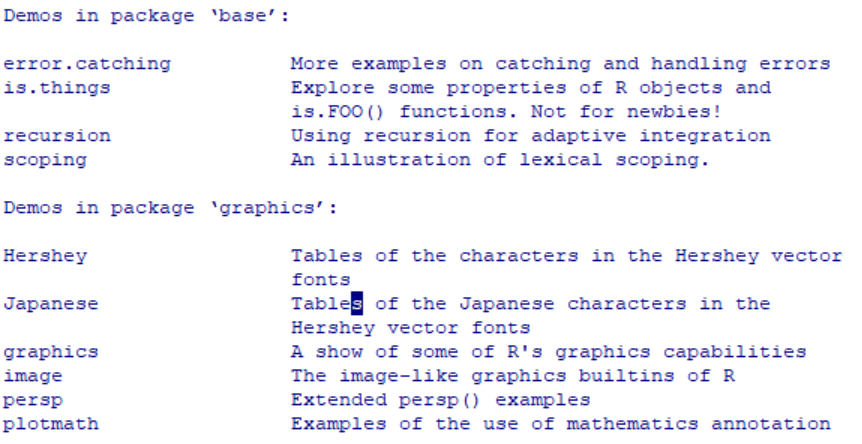 Demos in package ‘base’:
error.catching More examples on catching and handling errors
is.things Explore some properties of R objects and
is.FOO() functions. Not for newbies!
recursion Using recursion for adaptive integration
scoping An illustration of lexical scoping.
Demos in package ‘graphics’:
Hershey Tables of the characters in the Hershey vector
fonts
Japanese Tables of the Japanese characters in the
Hershey vector fonts
graphics A show of some of R's graphics capabilities
image The image-like graphics builtins of R
persp Extended persp() examples
plotmath Examples of the use of mathematics annotation